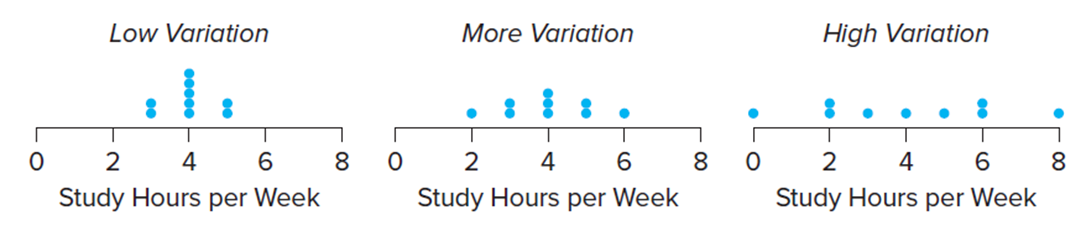 Low Variation
More Variation
High Variation
0 2 4 6 8
0 2 4 6 8
0 2 4 6 8
Study Hours per Week
Study Hours per Week
Study Hours per Week